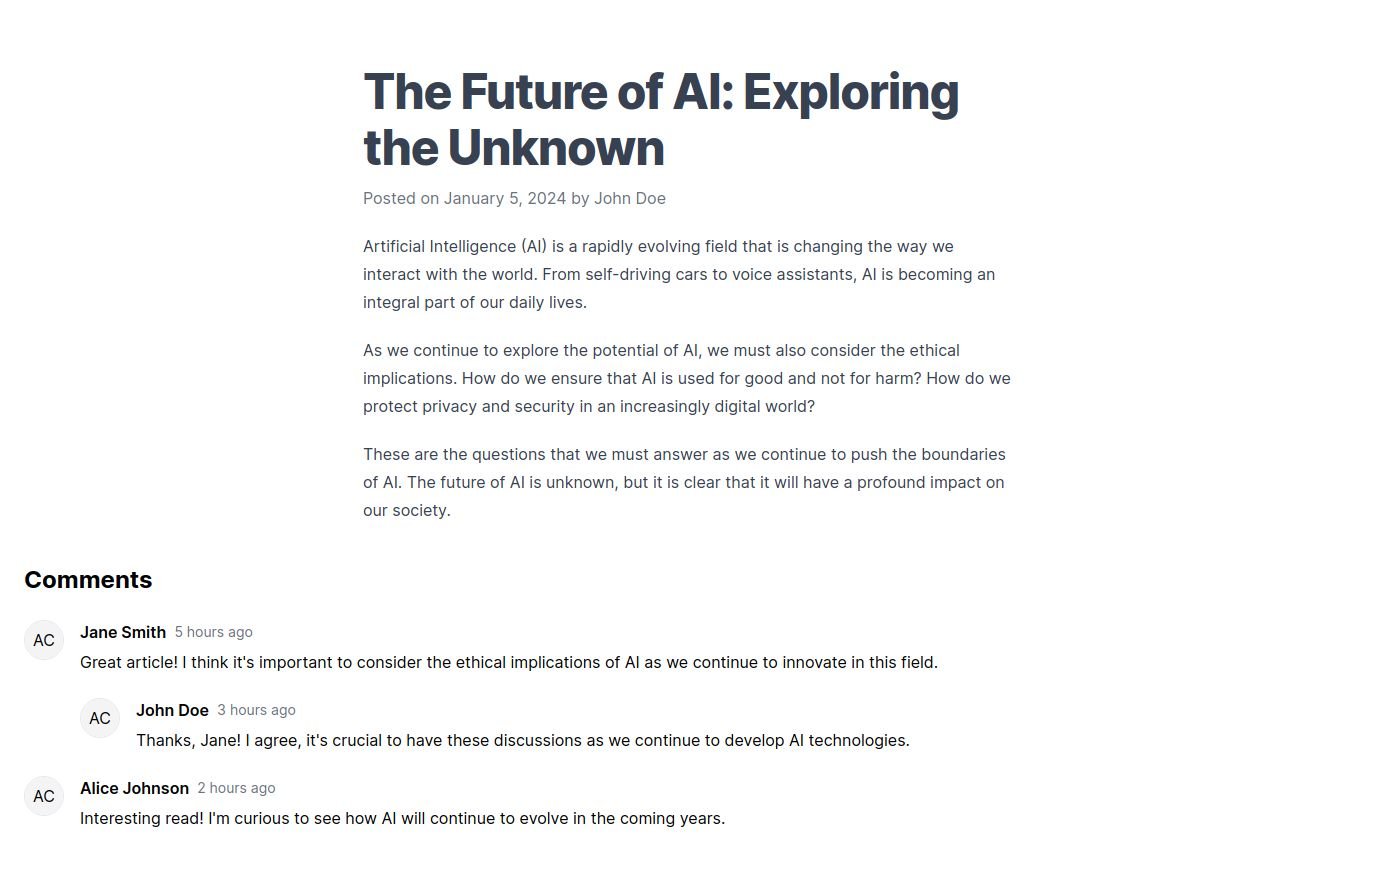 The Future of AI: Exploring
the Unknown
Posted on January 5, 2024 by John Doe
Artificial Intelligence (AI) is a rapidly evolving field that is changing the way we
interact with the world. From self-driving cars to voice assistants, AI is becoming an
integral part of our daily lives.
As we continue to explore the potential of AI, we must also consider the ethical
implications. How do we ensure that AI is used for good and not for harm? How do we
protect privacy and security in an increasingly digital world?
These are the questions that we must answer as we continue to push the boundaries
of AI. The future of AI is unknown, but it is clear that it will have a profound impact on
our society.
Comments
AC Jane Smith 5 hours ago
Great article! I think it's important to consider the ethical implications of AI as we continue to innovate in this field.
AC John Doe 3 hours ago
Thanks, Jane! I agree, it's crucial to have these discussions as we continue to develop AI technologies.
AC Alice Johnson 2 hours ago
Interesting read! I'm curious to see how AI will continue to evolve in the coming years.